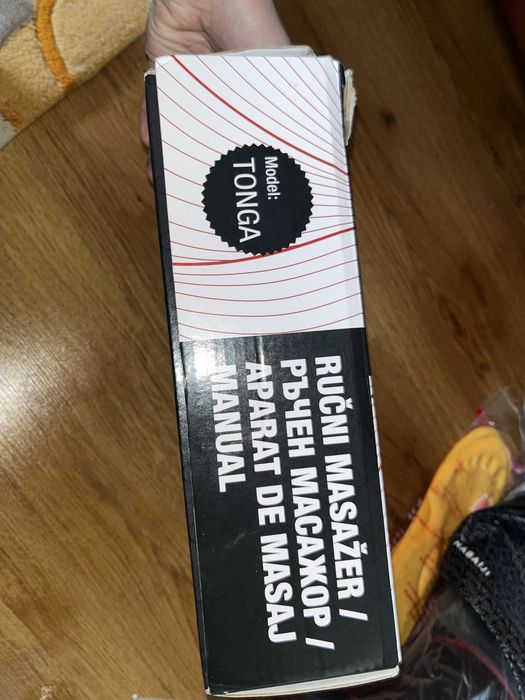 Model:
TONGA
RUČNI MASAŽER /
РЪЧЕН МАСАЖОР /
APARAT DE MASAJ
MANUAL